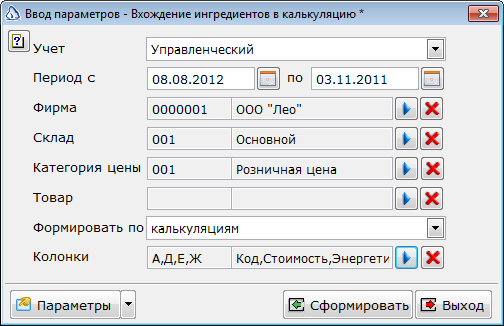 Ввод параметров - Вхождение ингредиентов в калькуляцию *
Учет Управленческий
Период с 08.08.2012 по 03.11.2011
Фирма 0000001 ООО "Лео"
Склад 001 Основной
Категория цены 001 Розничная цена
Товар
Формировать по калькуляциям
Колонки А,Д,Е,Ж Код,Стоимость,Энергети
Параметры Сформировать Выход